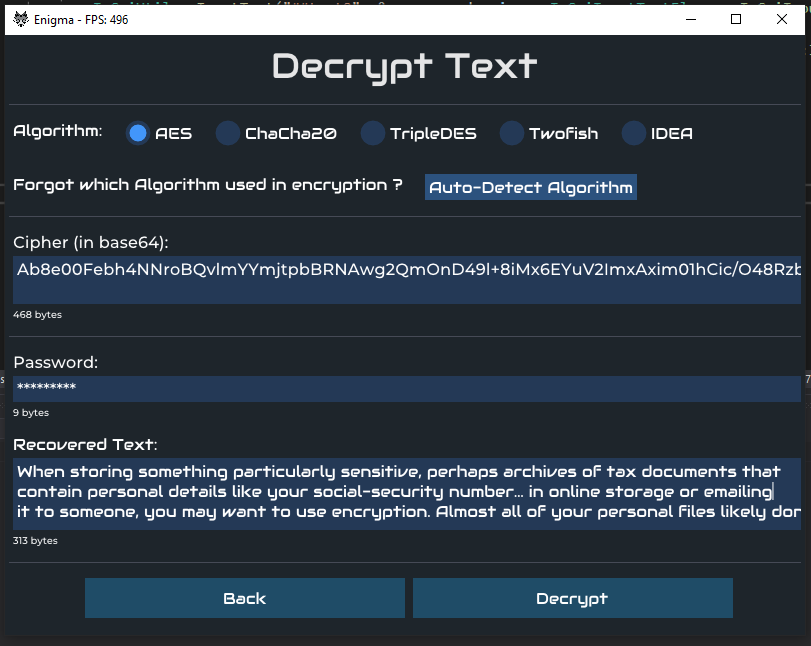 Enigma - FPS: 496
Decrypt Text
Algorithm: AES ChaCha20 TripleDES Twofish IDEA
Forgot which Algorithm used in encryption ? Auto-Detect Algorithm
Cipher (in base64):
Ab8e00Febh4NNroBQvlmYYmjtpbBRNAwg2QmOnD49l+8iMx6EYuV2ImxAxim01hCic/O48Rzb
468 bytes
Password:
*********
9 bytes
Recovered Text:
When storing something particularly sensitive, perhaps archives of tax documents that
contain personal details like your social-security number... in online storage or emailing
it to someone, you may want to use encryption. Almost all of your personal files likely don
313 bytes
Back Decrypt